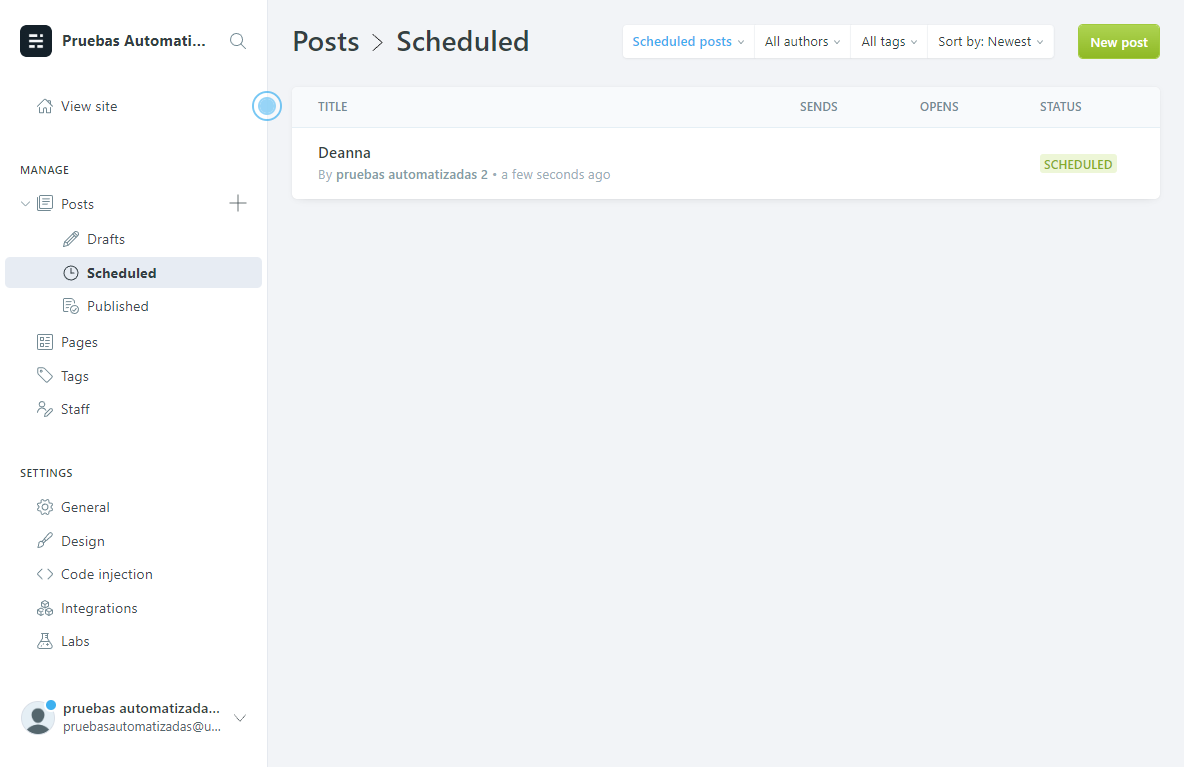 Pruebas Automati...
View site
MANAGE
Posts
Drafts
Scheduled
Published
Pages
Tags
Staff
SETTINGS
General
Design
Code injection
Integrations
Labs
pruebas automatizada...
pruebasautomatizadas@u...
Posts > Scheduled
Scheduled posts All authors All tags Sort by: Newest New post
TITLE SENDS OPENS STATUS
Deanna
By pruebas automatizadas 2 • a few seconds ago
SCHEDULED